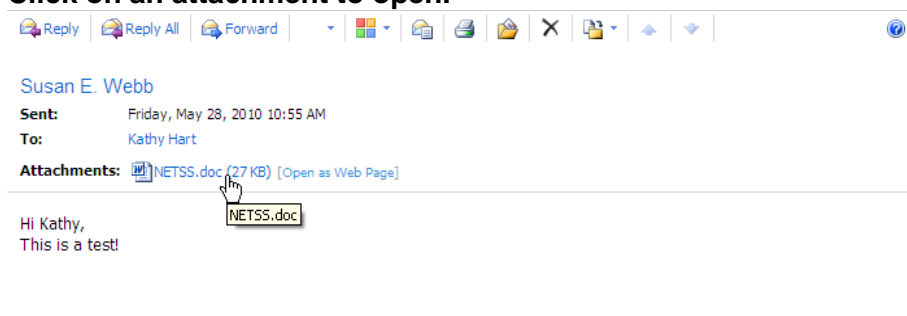 Click on an attachment to open.
Reply Reply All Forward
Susan E. Webb
Sent: Friday, May 28, 2010 10:55 AM
To: Kathy Hart
Attachments: NETSS.doc (27 KB) [Open as Web Page]
NETSS.doc
Hi Kathy,
This is a test!